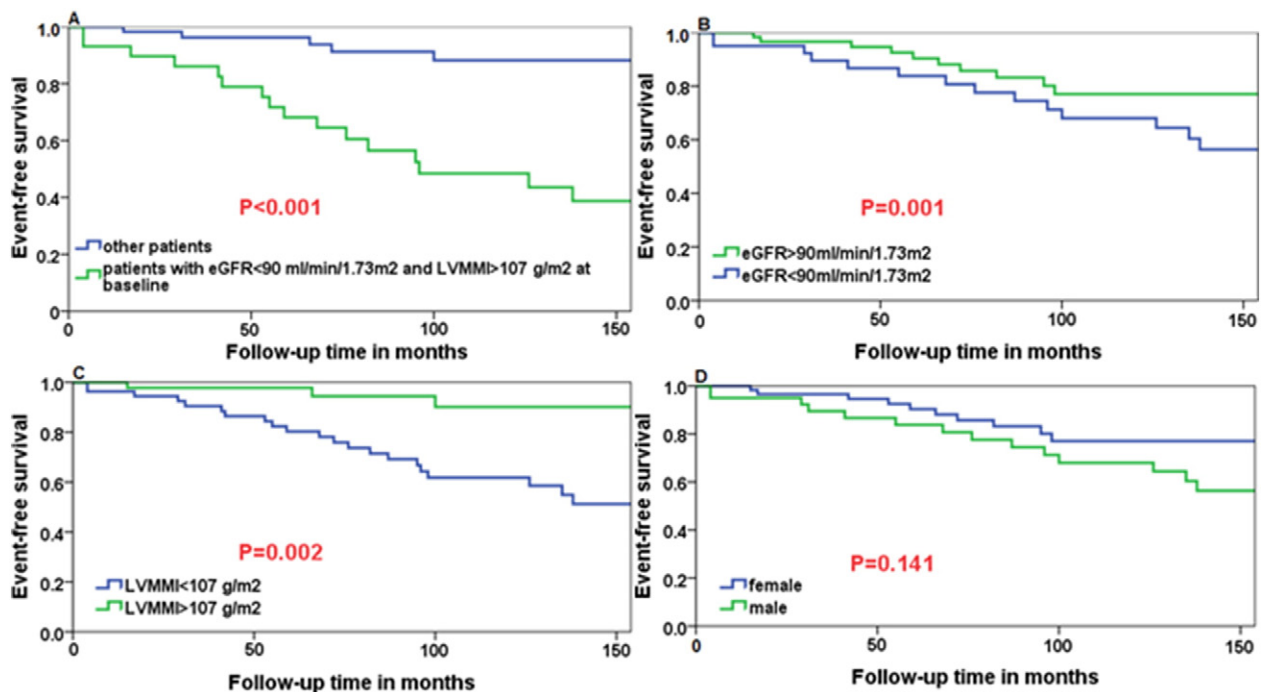 A
Event-free survival
1.0
0.8
0.6
0.4
0.2
0.0
P<0.001
other patients
patients with eGFR<90 ml/min/1.73m2 and LVMMI>107 g/m2 at
baseline
0 50 100 150
Follow-up time in months
B
Event-free survival
1.0
0.8
0.6
0.4
0.2
0.0
P=0.001
eGFR>90ml/min/1.73m2
eGFR<90ml/min/1.73m2
0 50 100 150
Follow-up time in months
C
Event-free survival
1.0
0.8
0.6
0.4
0.2
0.0
P=0.002
LVMMI<107 g/m2
LVMMI>107 g/m2
0 50 100 150
Follow-up time in months
D
Event-free survival
1.0
0.8
0.6
0.4
0.2
0.0
P=0.141
female
male
0 50 100 150
Follow-up time in months